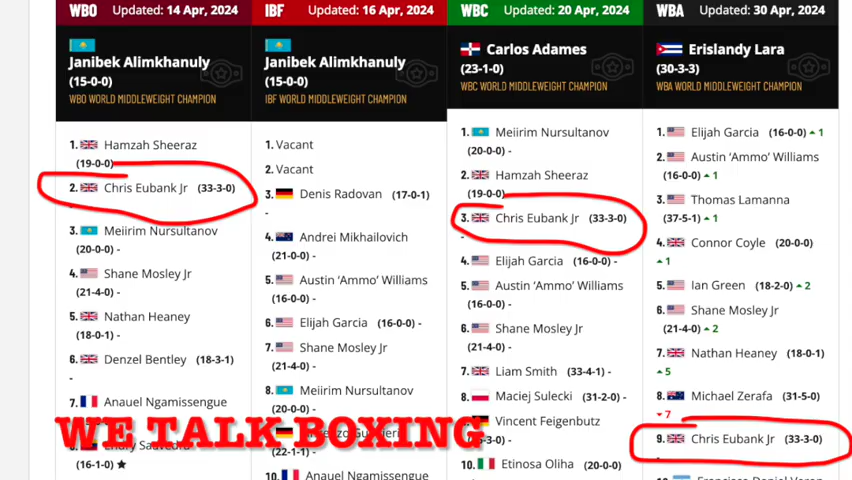 WBO Updated: 14 Apr, 2024
Janibek Alimkhanuly
(15-0-0)
WBO WORLD MIDDLEWEIGHT CHAMPION
1. Hamzah Sheeraz
(19-0-0)
2. Chris Eubank Jr (33-3-0)
3. Meiirim Nursultanov
(20-0-0) -
4. Shane Mosley Jr
(21-4-0) -
5. Nathan Heaney
(18-0-1) -
6. Denzel Bentley (18-3-1)
-
7. Anauel Ngamissengue
(16-1-0) ★
IBF Updated: 16 Apr, 2024
Janibek Alimkhanuly
(15-0-0)
IBF WORLD MIDDLEWEIGHT CHAMPION
1. Vacant
2. Vacant
3. Denis Radovan (17-0-1)
-
4. Andrei Mikhailovich
(21-0-0) -
5. Austin ‘Ammo’ Williams
(16-0-0) -
6. Elijah Garcia (16-0-0) -
7. Shane Mosley Jr
(21-4-0) -
8. Meiirim Nursultanov
(20-0-0) -
(22-1-1) -
10. Anauel Ngamissengue
WBC Updated: 20 Apr, 2024
Carlos Adames
(23-1-0)
WBC WORLD MIDDLEWEIGHT CHAMPION
1. Meiirim Nursultanov
(20-0-0) -
2. Hamzah Sheeraz
(19-0-0)
3. Chris Eubank Jr (33-3-0)
-
4. Elijah Garcia (16-0-0) -
5. Austin ‘Ammo’ Williams
(16-0-0) -
6. Shane Mosley Jr
(21-4-0) -
7. Liam Smith (33-4-1) -
8. Maciej Sulecki (31-2-0) -
Vincent Feigenbutz
10. Etinosa Oliha (20-0-0)
WBA Updated: 30 Apr, 2024
Erislandy Lara
(30-3-3)
WBA WORLD MIDDLEWEIGHT CHAMPION
1. Elijah Garcia (16-0-0) ▲ 1
2. Austin ‘Ammo’ Williams
(16-0-0) ▲ 1
3. Thomas Lamanna
(37-5-1) ▲ 1
4. Connor Coyle (20-0-0)
▲ 1
5. Ian Green (18-2-0) ▲ 2
6. Shane Mosley Jr
(21-4-0) ▲ 2
7. Nathan Heaney (18-0-1)
▲ 5
8. Michael Zerafa (31-5-0)
▼ 7
9. Chris Eubank Jr (33-3-0)
WE TALK BOXING